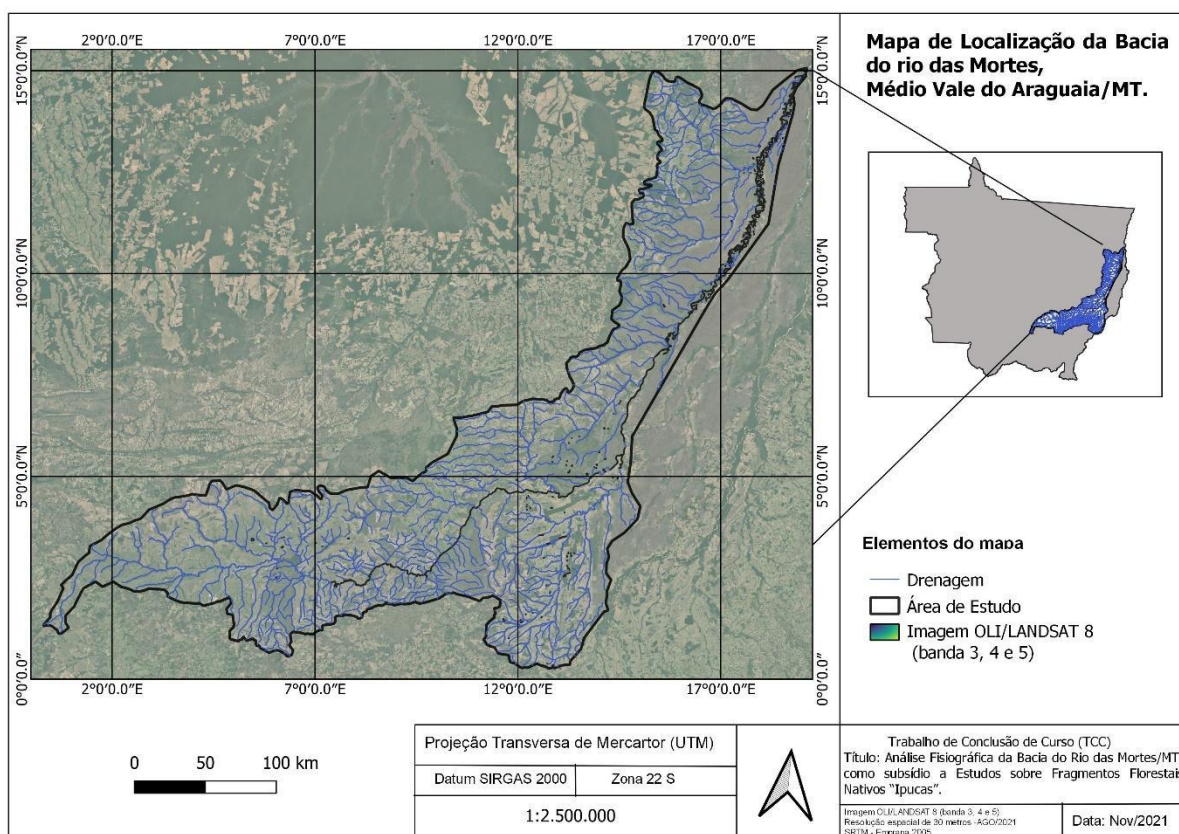 2°0'0.0"E 7°0'0.0"E 12°0'0.0"E 17°0'0.0"E
15°0'0.0"N
10°0'0.0"N
5°0'0.0"N
0°0'0.0"
15°0'0.0"N
10°0'0.0"N
5°0'0.0"N
0°0'0.0"
2°0'0.0"E 7°0'0.0"E 12°0'0.0"E 17°0'0.0"E
Mapa de Localização da Bacia
do rio das Mortes,
Médio Vale do Araguaia/MT.
Elementos do mapa
Drenagem
Área de Estudo
Imagem OLI/LANDSAT 8
(banda 3, 4 e 5)
0 50 100 km
Projeção Transversa de Mercartor (UTM)
Datum SIRGAS 2000 Zona 22 S
1:2.500.000
Trabalho de Conclusão de Curso (TCC)
Título: Análise Fisiográfica da Bacia do Rio das Mortes/MT
como subsídio a Estudos sobre Fragmentos Florestais
Nativos "Ipucas".
Imagem OLI/LANDSAT 8 (banda 3, 4 e 5)
Resolução espacial de 30 metros -AGO/2021
SRTM - 2005
Data: Nov/2021